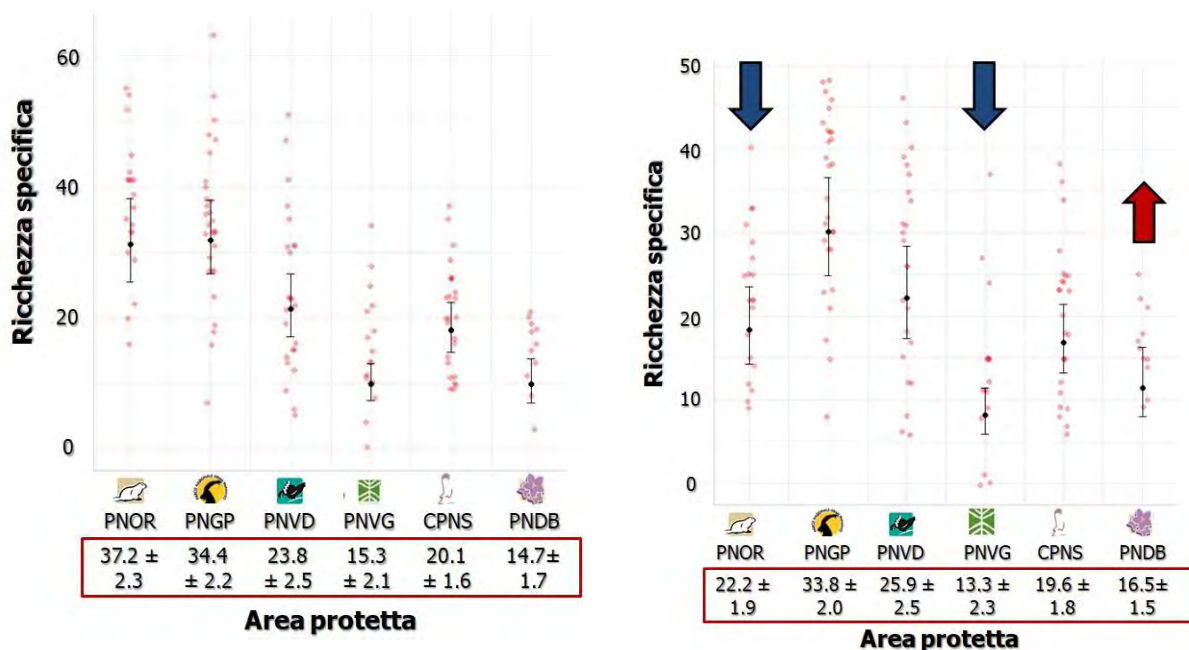 60
40
20
0
Ricchezza specifica
PNOR PNGP PNVD PNVG CPNS PNDB
37.2 ± 34.4 23.8 15.3 20.1 14.7±
2.3 ± 2.2 ± 2.5 ± 2.1 ± 1.6 1.7
Area protetta
50
40
30
20
10
0
Ricchezza specifica
PNOR PNGP PNVD PNVG CPNS PNDB
22.2 ± 33.8 ± 25.9 ± 13.3 ± 19.6 ± 16.5±
1.9 2.0 2.5 2.3 1.8 1.5
Area protetta